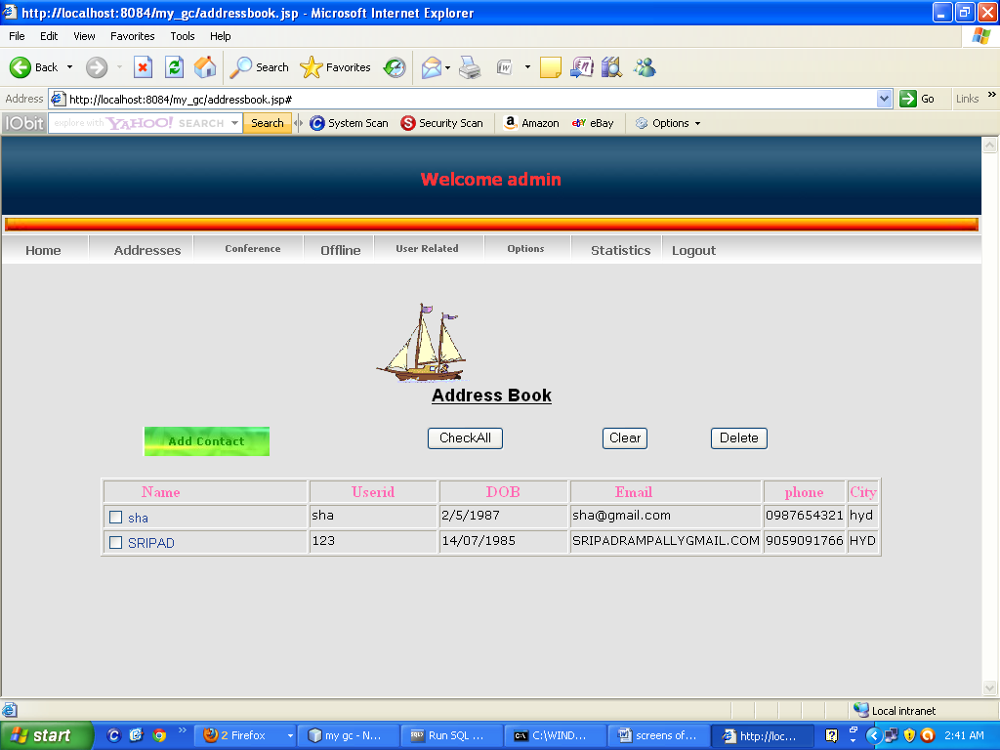 http://localhost:8084/my_gc/addressbook.jsp - Microsoft Internet Explorer
File Edit View Favorites Tools Help
Back Search Favorites
Address http://localhost:8084/my_gc/addressbook.jsp# Go Links »
IObit explore with YAHOO! SEARCH Search System Scan Security Scan Amazon eBay Options
Welcome admin
Home Addresses Conference Offline User Related Options Statistics Logout
Address Book
Add Contact CheckAll Clear Delete
Name Userid DOB Email phone City
sha sha 2/5/1987 sha@gmail.com 0987654321 hyd
SRIPAD 123 14/07/1985 SRIPADRAMPALLYGMAIL.COM 9059091766 HYD
Local intranet
start 2 Firefox my gc - N... Run SQL ... C:\WIND... screens of... http://loc... 2:41 AM